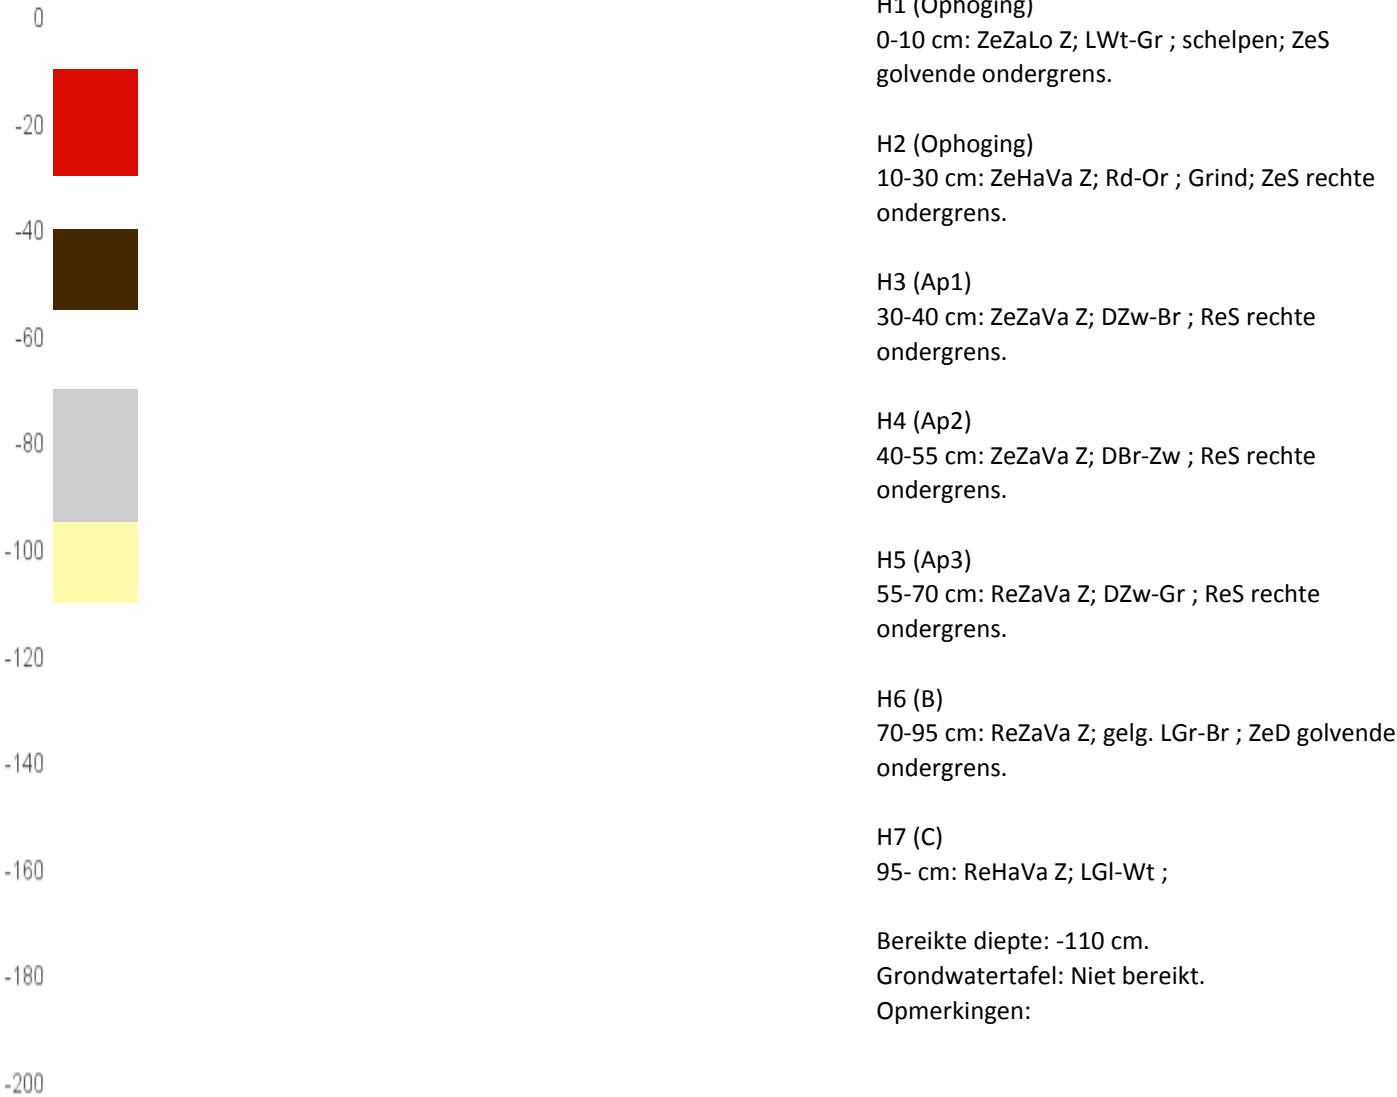 0
-20
-40
-60
-80
-100
-120
-140
-160
-180
-200
H1 (Ophoging)
0-10 cm: ZeZaLo Z; LWt-Gr ; schelpen; ZeS
golvende ondergrens.
H2 (Ophoging)
10-30 cm: ZeHaVa Z; Rd-Or ; Grind; ZeS rechte
ondergrens.
H3 (Ap1)
30-40 cm: ZeZaVa Z; DZw-Br ; ReS rechte
ondergrens.
H4 (Ap2)
40-55 cm: ZeZaVa Z; DBr-Zw ; ReS rechte
ondergrens.
H5 (Ap3)
55-70 cm: ReZaVa Z; DZw-Gr ; ReS rechte
ondergrens.
H6 (B)
70-95 cm: ReZaVa Z; gelg. LGr-Br ; ZeD golvende
ondergrens.
H7 (C)
95- cm: ReHaVa Z; LGl-Wt ;
Bereikte diepte: -110 cm.
Grondwatertafel: Niet bereikt.
Opmerkingen: